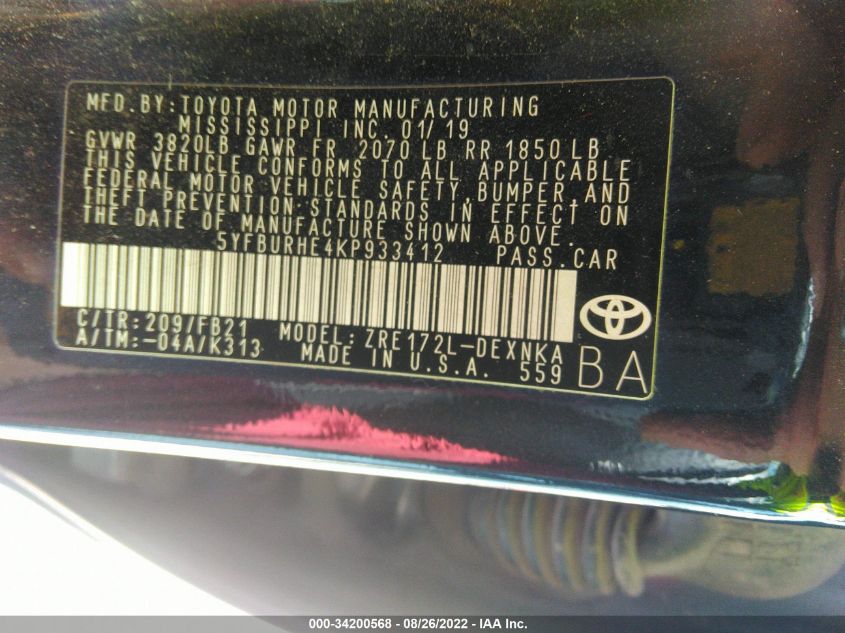 MFD. BY: TOYOTA MOTOR MANUFACTURING
MISSISSIPPI INC. 01/19
GVWR 3820LB GAWR FR 2070 LB RR 1850 LB
THIS VEHICLE CONFORMS TO ALL APPLICABLE
FEDERAL MOTOR VEHICLE SAFETY, BUMPER, AND
THEFT PREVENTION STANDARDS IN EFFECT ON
THE DATE OF MANUFACTURE SHOWN ABOVE.
5YFBURHE4KP933412 PASS. CAR
C/TR: 209/FB21 MODEL: ZRE172L-DEXNKA
A/TM: -04A/K313 MADE IN U.S.A. 559 BA
000-34200568 - 08/26/2022 - IAA Inc.